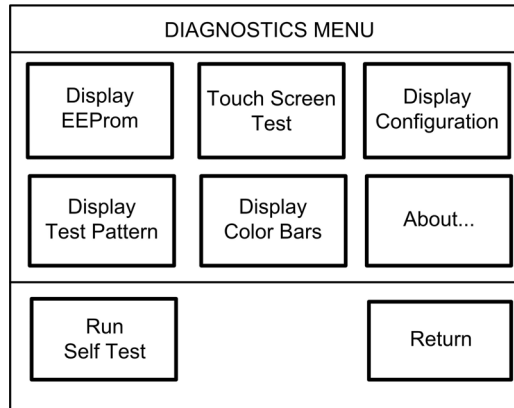 DIAGNOSTICS MENU
Display
EEProm
Touch Screen
Test
Display
Configuration
Display
Test Pattern
Display
Color Bars
About...
Run
Self Test
Return